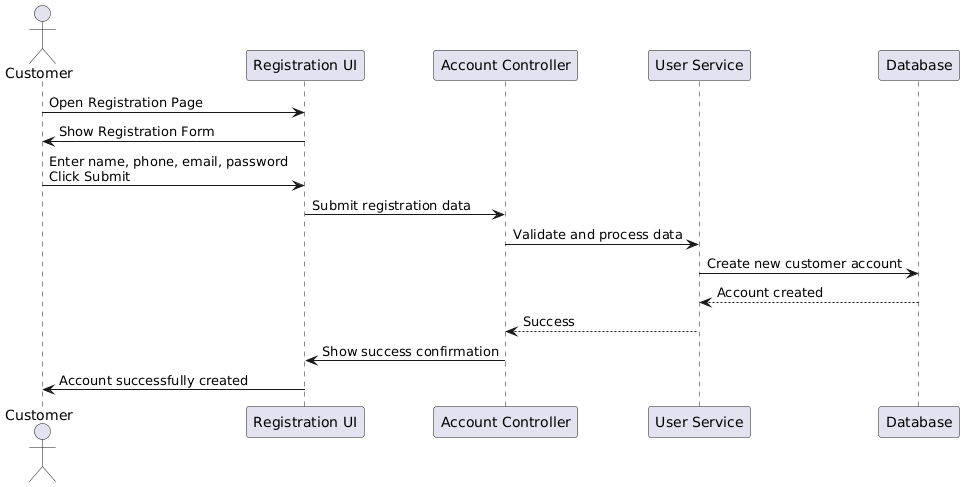 Customer
Registration UI
Account Controller
User Service
Database
Open Registration Page
Show Registration Form
Enter name, phone, email, password
Click Submit
Submit registration data
Validate and process data
Create new customer account
Account created
Success
Show success confirmation
Account successfully created
Customer
Registration UI
Account Controller
User Service
Database